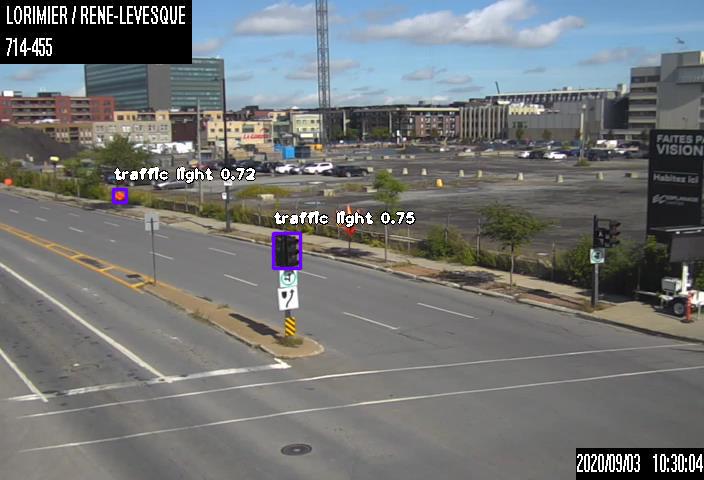 LORIMIER / RENE-LEVESQUE
714-455
traffic light 0.72
traffic light 0.75
FAITES PA
VISION
Habitez ici
ESPLANADE
2020/09/03 10:30:04